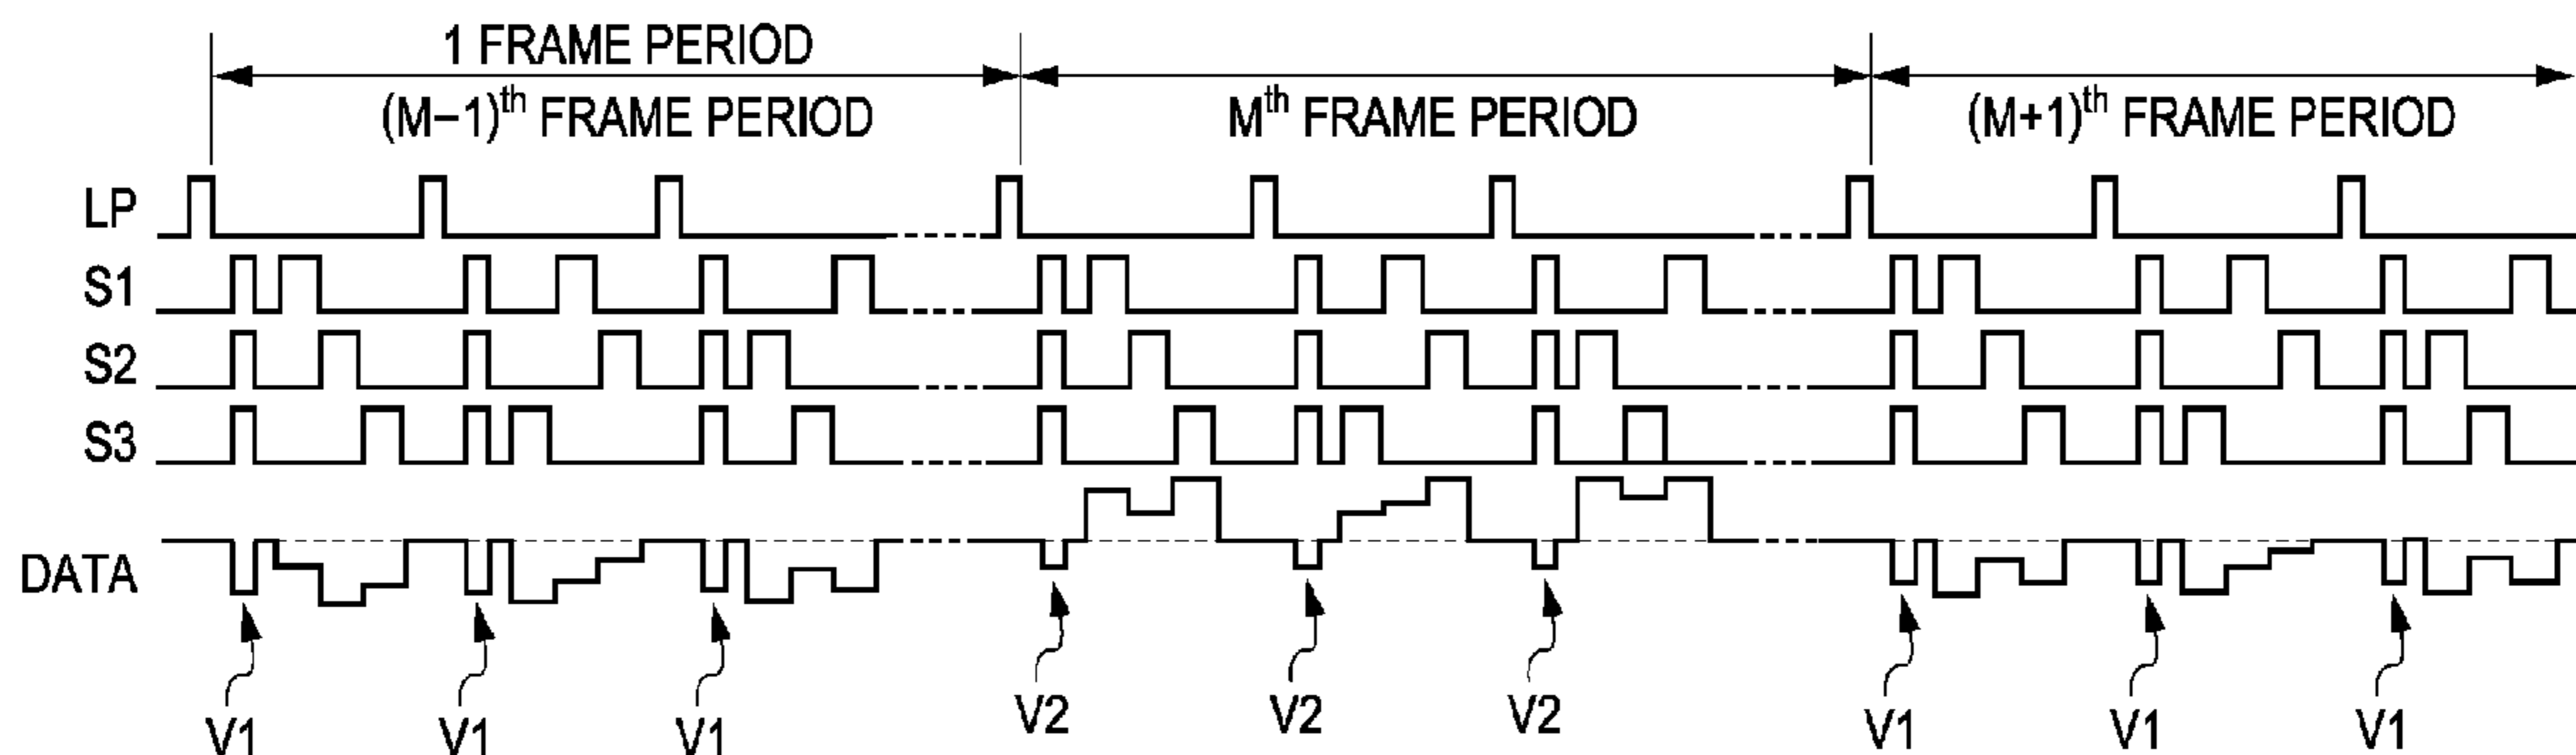 1 FRAME PERIOD
(M−1)th FRAME PERIOD
Mth FRAME PERIOD
(M+1)th FRAME PERIOD
LP
S1
S2
S3
DATA
V1
V1
V1
V2
V2
V2
V1
V1
V1